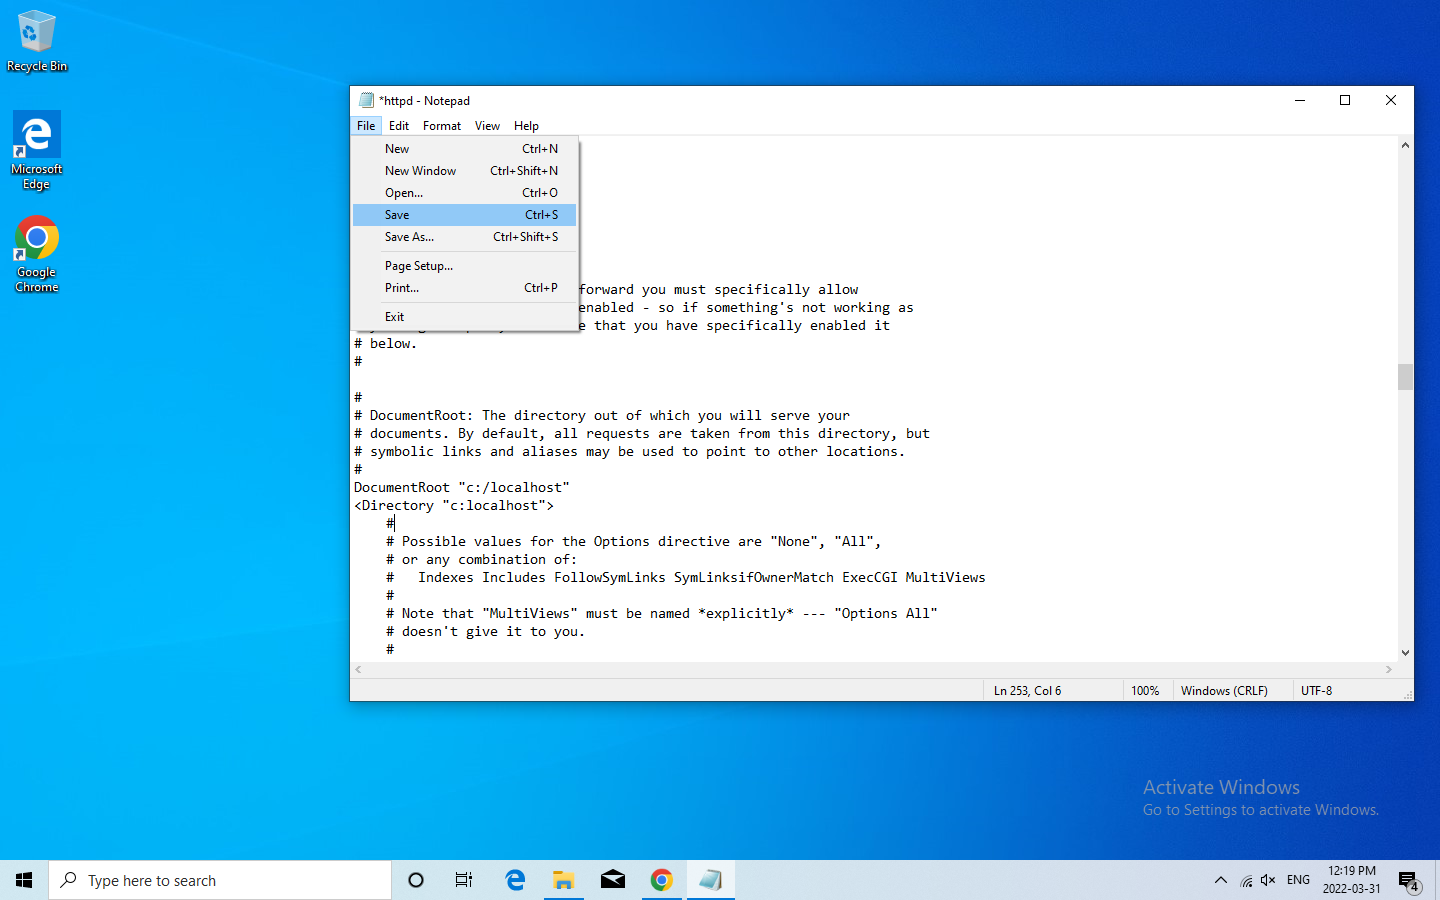 Recycle Bin
Microsoft
Edge
Google
Chrome
*httpd - Notepad
File Edit Format View Help
New Ctrl+N
New Window Ctrl+Shift+N
Open... Ctrl+O
Save Ctrl+S
Save As... Ctrl+Shift+S
Page Setup...
Print... Ctrl+P
Exit
forward you must specifically allow
enabled - so if something's not working as
e that you have specifically enabled it
# below.
#
#
# DocumentRoot: The directory out of which you will serve your
# documents. By default, all requests are taken from this directory, but
# symbolic links and aliases may be used to point to other locations.
#
DocumentRoot "c:/localhost"
<Directory "c:localhost">
#
# Possible values for the Options directive are "None", "All",
# or any combination of:
#   Indexes Includes FollowSymLinks SymLinksifOwnerMatch ExecCGI MultiViews
#
# Note that "MultiViews" must be named *explicitly* --- "Options All"
# doesn't give it to you.
#
Ln 253, Col 6 100% Windows (CRLF) UTF-8
Activate Windows
Go to Settings to activate Windows.
Type here to search
ENG
12:19 PM
2022-03-31
4